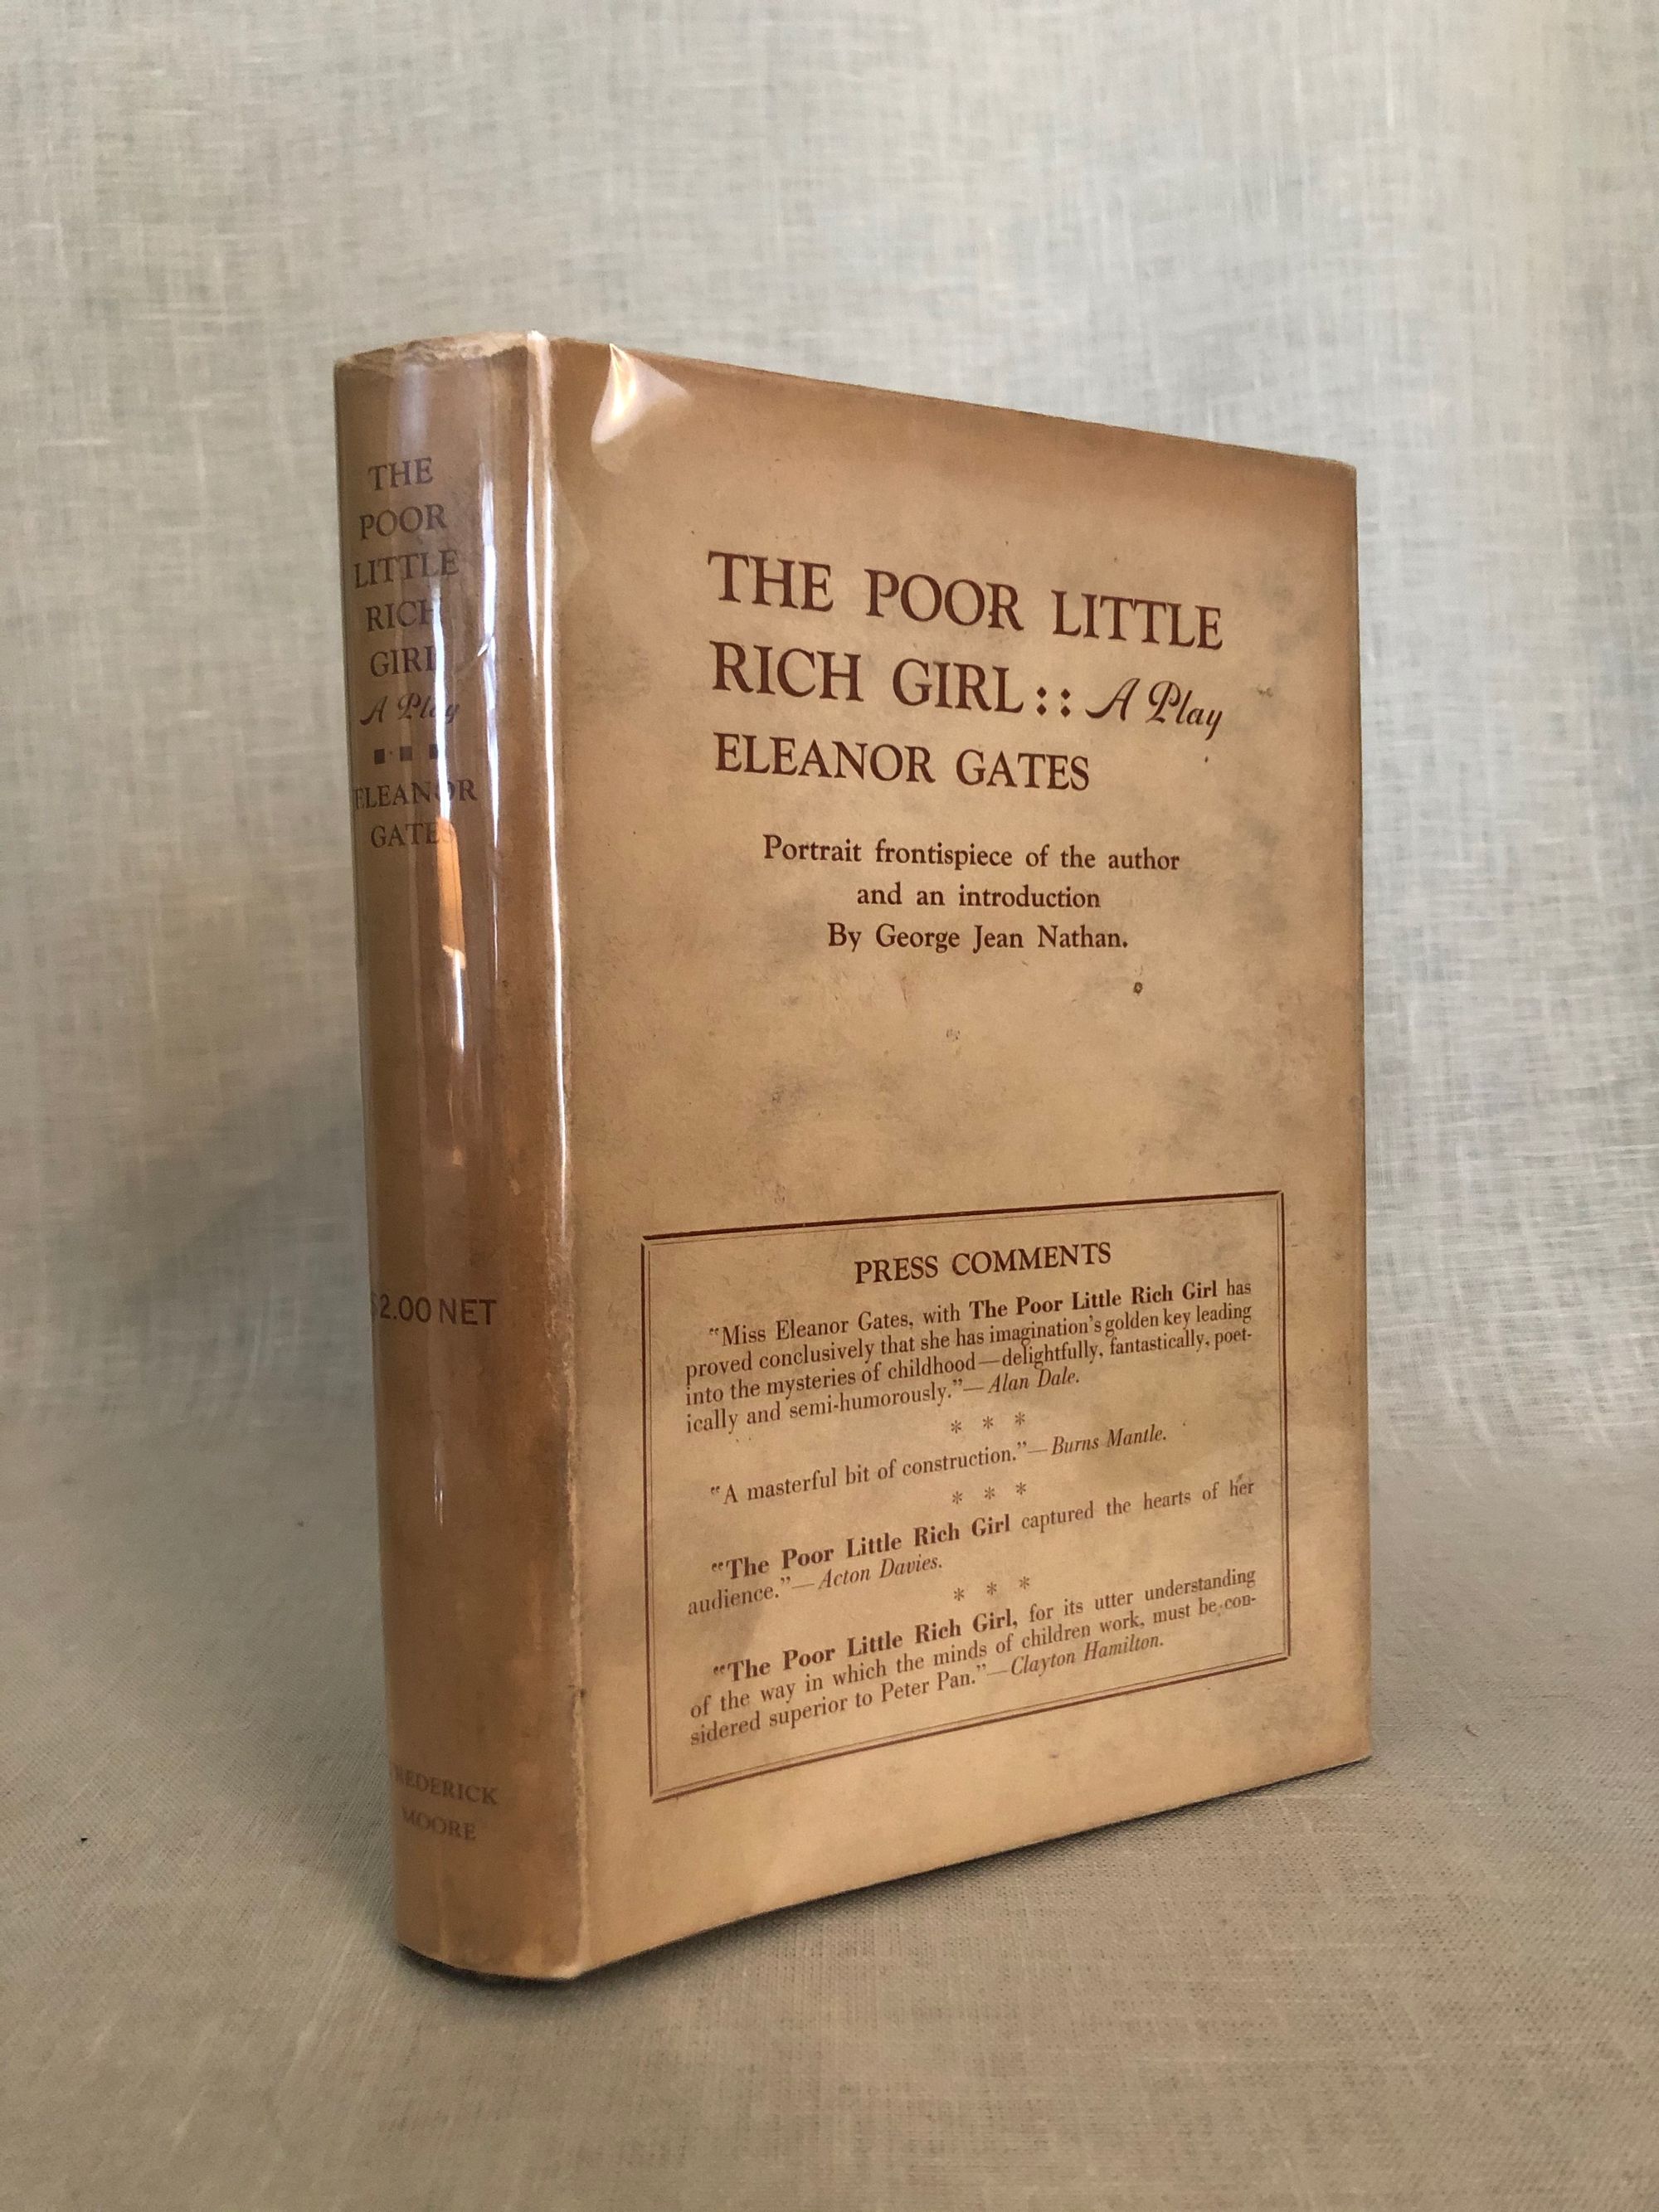 THE
POOR
LITTLE
RICH
GIRL
A Play
ELEANOR
GATES
$2.00 NET
FREDERICK
MOORE
THE POOR LITTLE
RICH GIRL :: A Play
ELEANOR GATES
Portrait frontispiece of the author
and an introduction
By George Jean Nathan.
PRESS COMMENTS
"Miss Eleanor Gates, with The Poor Little Rich Girl has
proved conclusively that she has imagination's golden key leading
into the mysteries of childhood—delightfully, fantastically, poet-
ically and semi-humorously."—Alan Dale.
* * *
"A masterful bit of construction."—Burns Mantle.
* * *
"The Poor Little Rich Girl captured the hearts of her
audience."—Acton Davies.
* * *
"The Poor Little Rich Girl, for its utter understanding
of the way in which the minds of children work, must be con-
sidered superior to Peter Pan."—Clayton Hamilton.